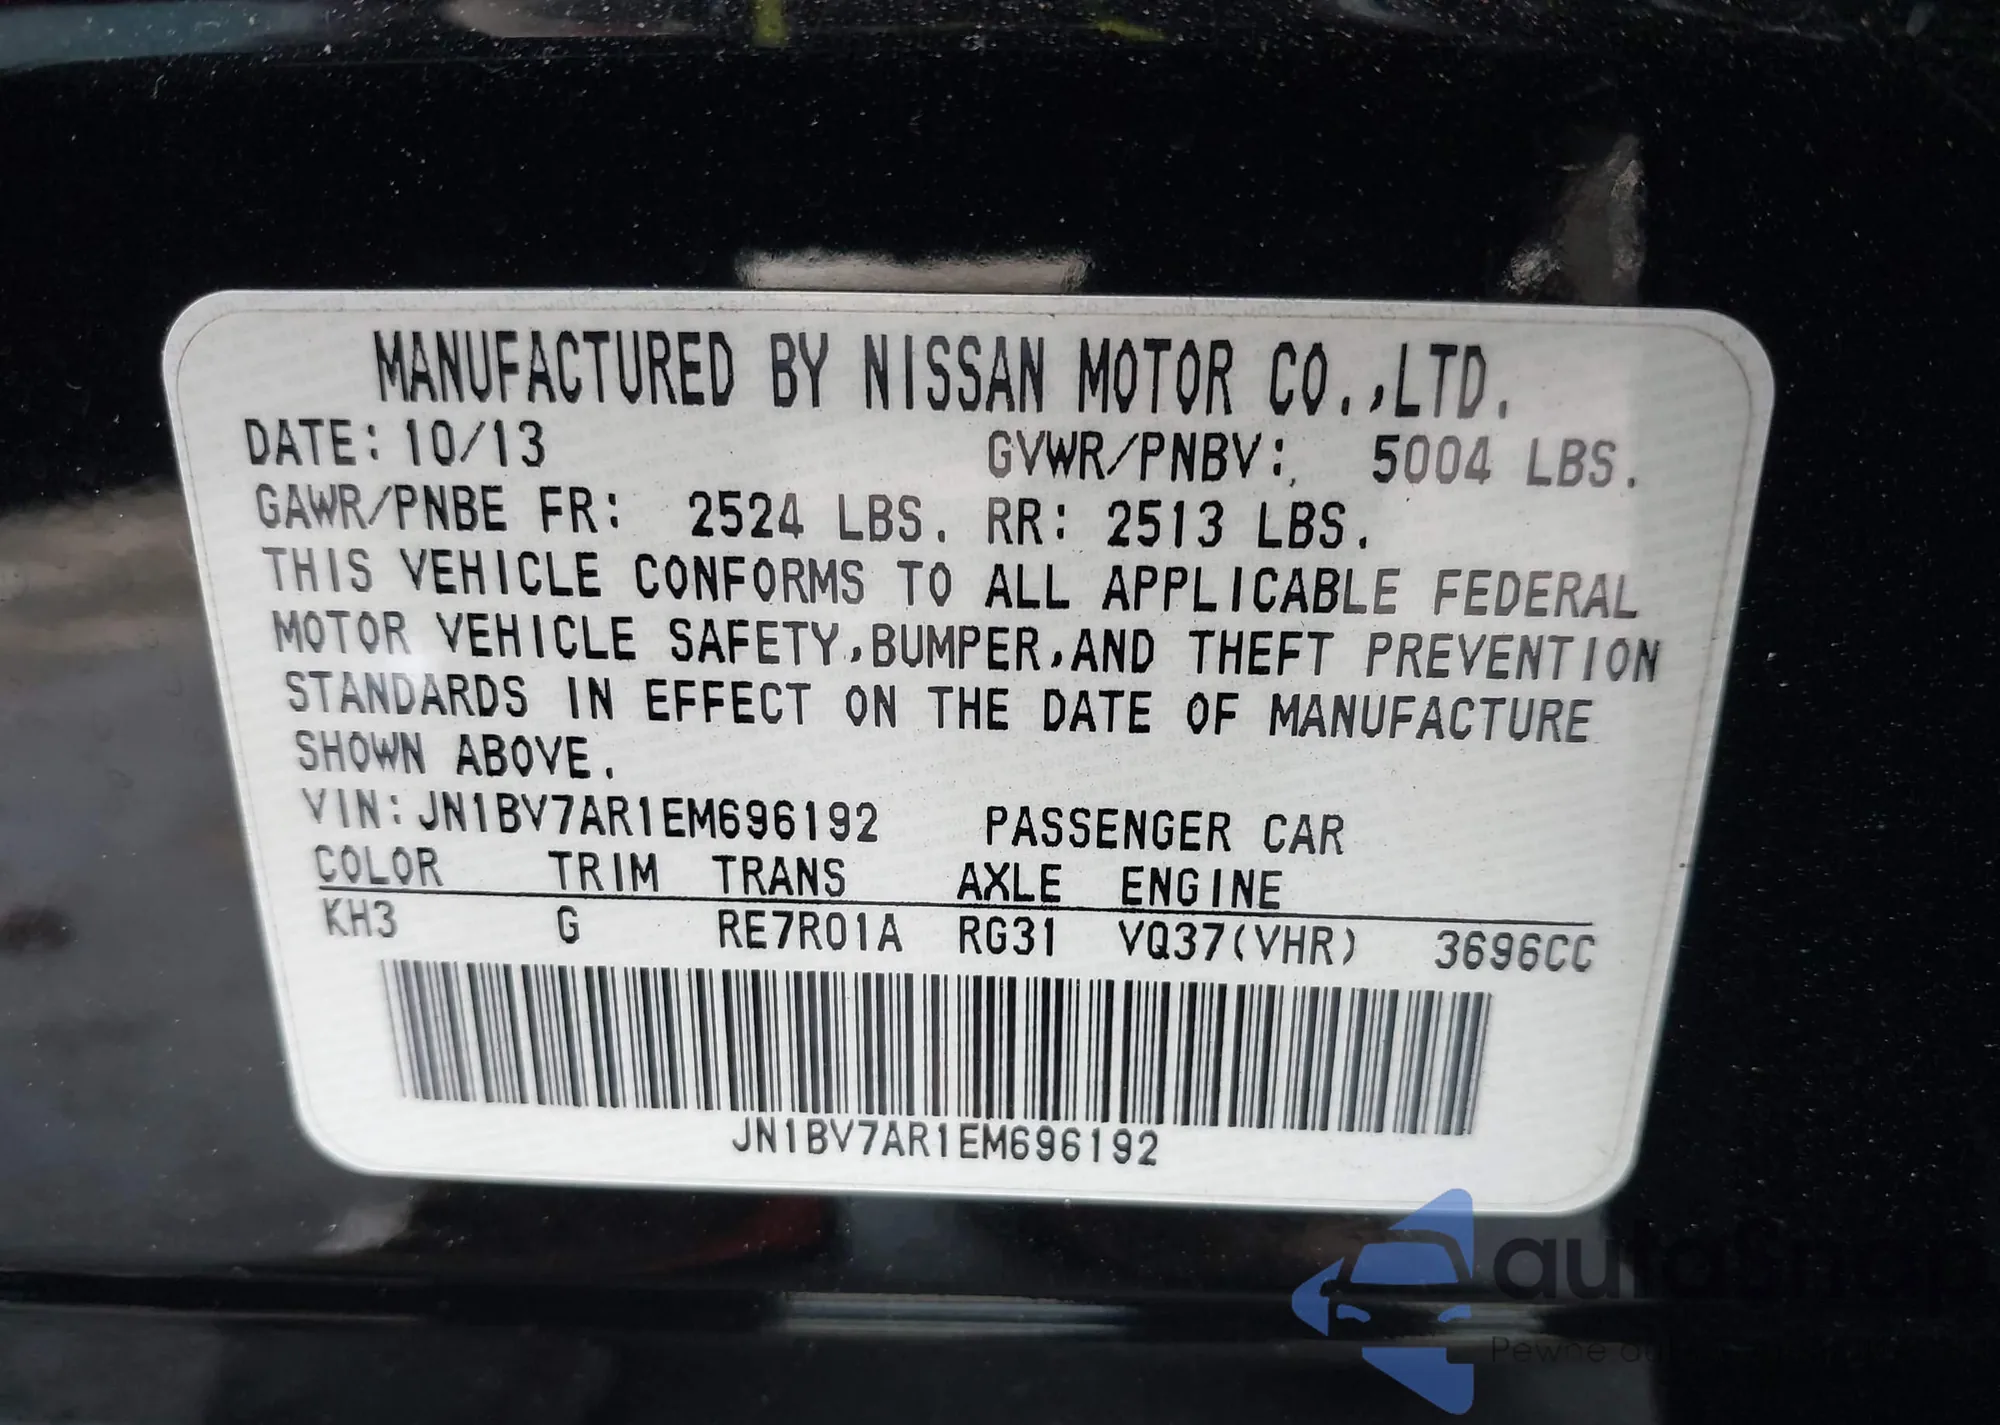 MANUFACTURED BY NISSAN MOTOR CO.,LTD.
DATE: 10/13 GVWR/PNBV: 5004 LBS.
GAWR/PNBE FR: 2524 LBS. RR: 2513 LBS.
THIS VEHICLE CONFORMS TO ALL APPLICABLE FEDERAL
MOTOR VEHICLE SAFETY,BUMPER,AND THEFT PREVENTION
STANDARDS IN EFFECT ON THE DATE OF MANUFACTURE
SHOWN ABOVE.
VIN:JN1BV7AR1EM696192 PASSENGER CAR
COLOR TRIM TRANS AXLE ENGINE
KH3 G RE7R01A RG31 VQ37(VHR) 3696CC
JN1BV7AR1EM696192
autosnap
Pewne